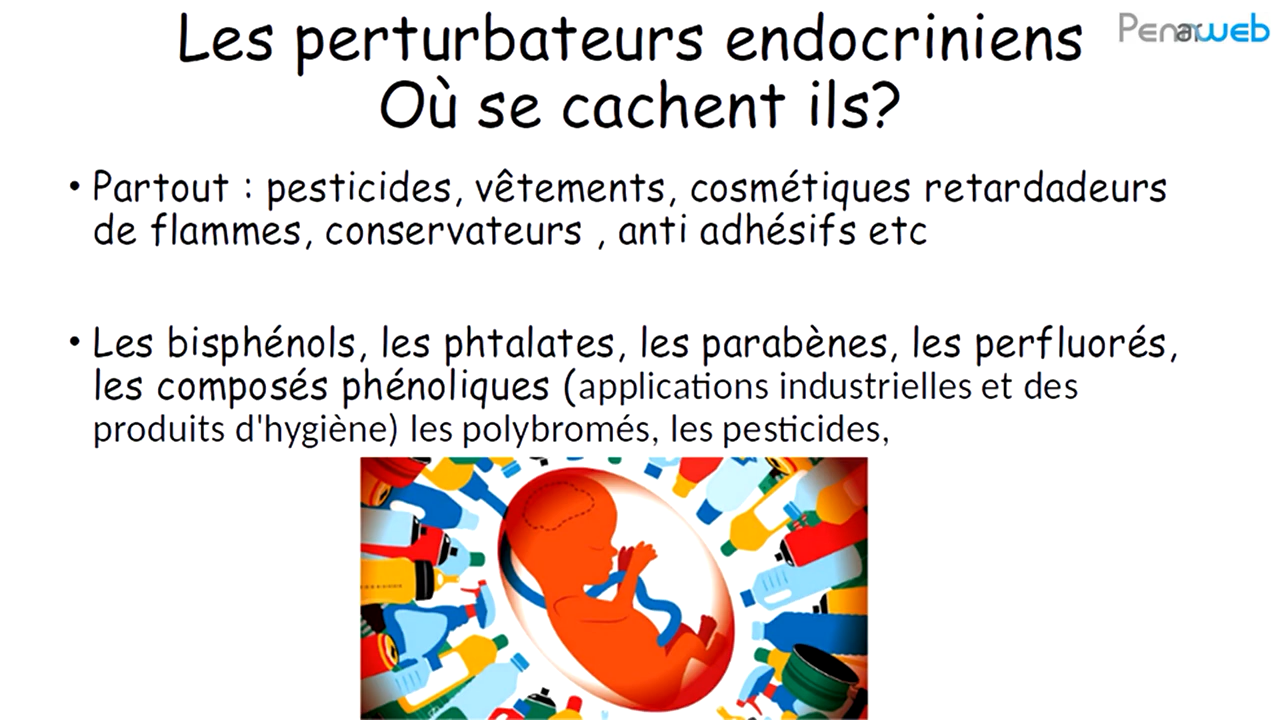 Les perturbateurs endocriniens
Où se cachent ils?
Penarweb
• Partout : pesticides, vêtements, cosmétiques retardadeurs
de flammes, conservateurs , anti adhésifs etc
• Les bisphénols, les phtalates, les parabènes, les perfluorés,
les composés phénoliques (applications industrielles et des
produits d'hygiène) les polybromés, les pesticides,